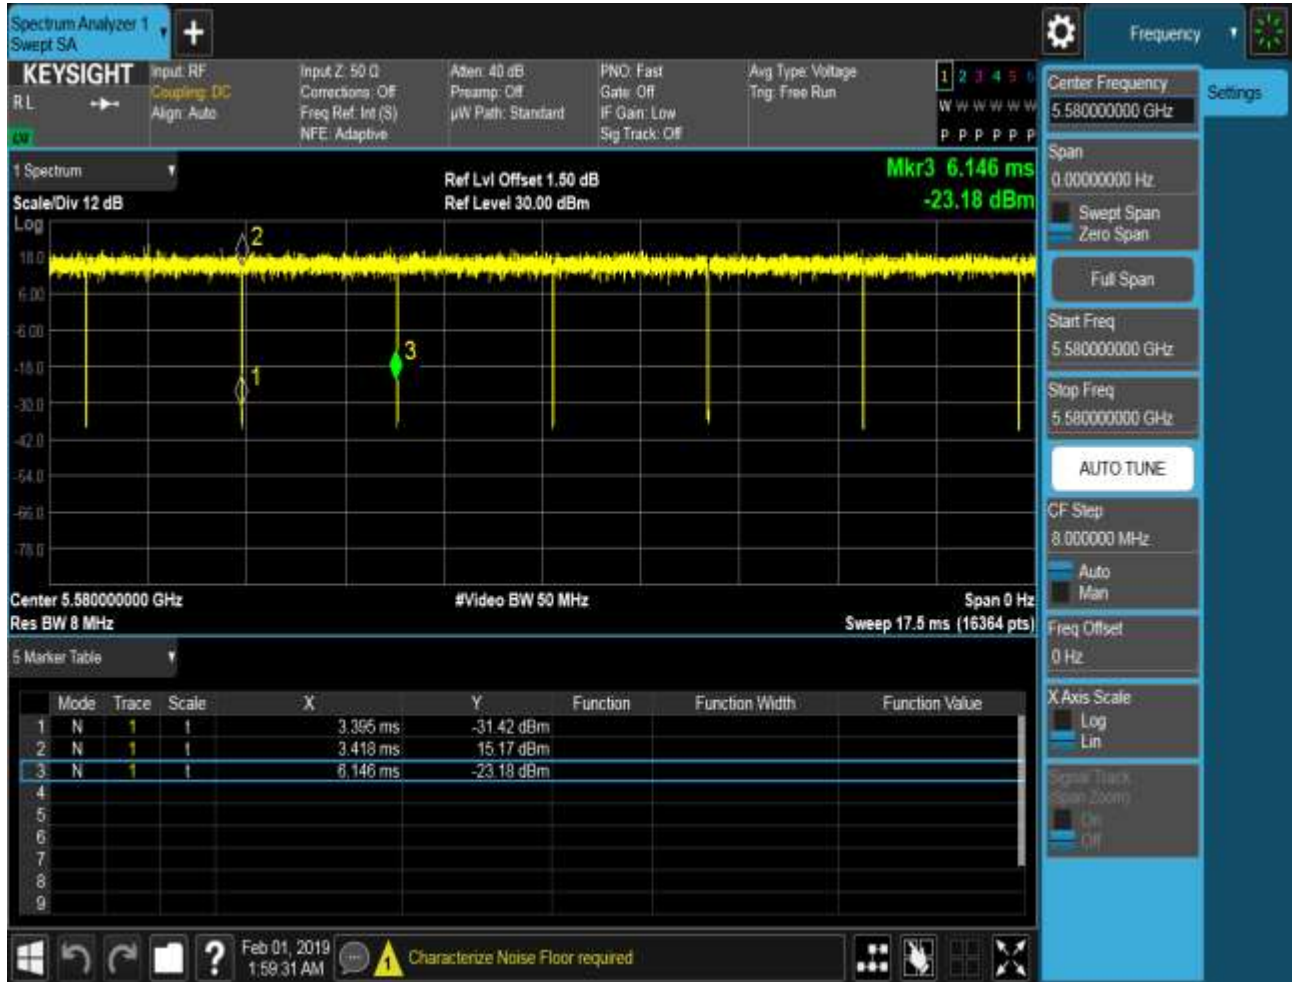 Spectrum Analyzer 1
Swept SA
Frequency
KEYSIGHT
R L
Input: RF
Coupling: DC
Align: Auto
Input Z: 50 Ω
Corrections: Off
Freq Ref: Int (S)
NFE: Adaptive
Atten: 40 dB
Preamp: Off
µW Path: Standard
PNO: Fast
Gate: Off
IF Gain: Low
Sig Track: Off
Avg Type: Voltage
Trig: Free Run
1 2 3 4 5 6
W W W W W W
P P P P P P
1 Spectrum
Scale/Div 12 dB
Ref Lvl Offset 1.50 dB
Ref Level 30.00 dBm
Mkr3 6.146 ms
-23.18 dBm
Log
18.0
6.00
-6.00
-18.0
-30.0
-42.0
-54.0
-66.0
-78.0
2
1
3
Center 5.580000000 GHz
Res BW 8 MHz
#Video BW 50 MHz
Span 0 Hz
Sweep 17.5 ms (16364 pts)
5 Marker Table
Mode Trace Scale X Y Function Function Width Function Value
1 N 1 t 3.395 ms -31.42 dBm
2 N 1 t 3.418 ms 15.17 dBm
3 N 1 t 6.146 ms -23.18 dBm
4
5
6
7
8
9
Feb 01, 2019
1:59:31 AM
?
1
Characterize Noise Floor required
Center Frequency
5.580000000 GHz
Settings
Span
0.00000000 Hz
Swept Span
Zero Span
Full Span
Start Freq
5.580000000 GHz
Stop Freq
5.580000000 GHz
AUTO TUNE
CF Step
8.000000 MHz
Auto
Man
Freq Offset
0 Hz
X Axis Scale
Log
Lin
Signal Track
(Span Zoom)
On
Off